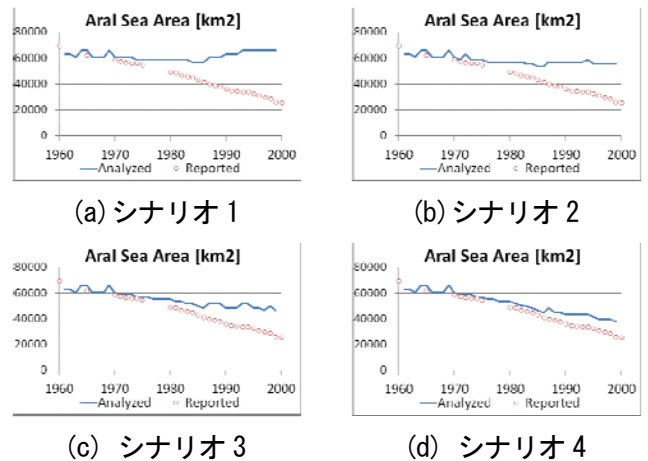 Aral Sea Area [km2]
80000
60000
40000
20000
0
1960 1970 1980 1990 2000
Analyzed ○ Reported
(a) シナリオ 1
Aral Sea Area [km2]
80000
60000
40000
20000
0
1960 1970 1980 1990 2000
Analyzed ○ Reported
(b) シナリオ 2
Aral Sea Area [km2]
80000
60000
40000
20000
0
1960 1970 1980 1990 2000
Analyzed ○ Reported
(c) シナリオ 3
Aral Sea Area [km2]
80000
60000
40000
20000
0
1960 1970 1980 1990 2000
Analyzed ○ Reported
(d) シナリオ 4